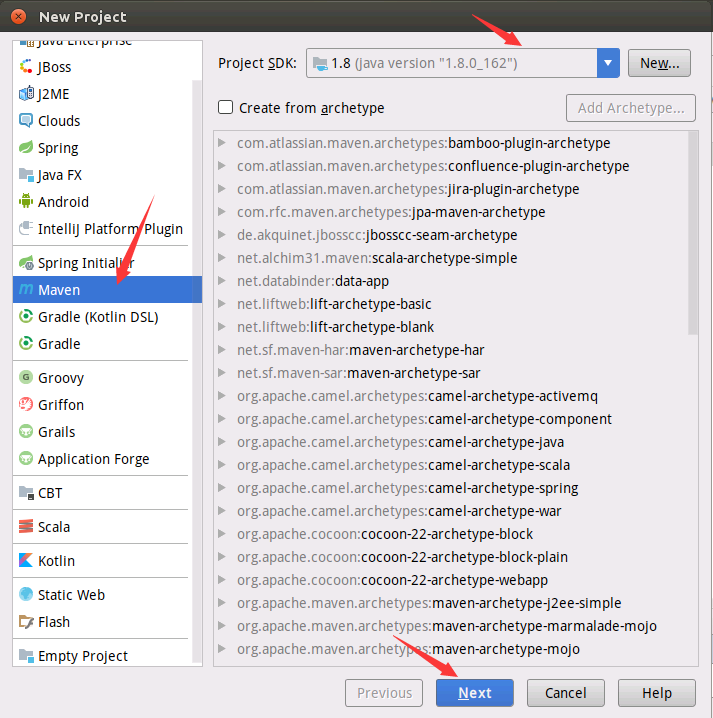 New Project
Java Enterprise
JBoss
J2ME
Clouds
Spring
Java FX
Android
IntelliJ Platform Plugin
Spring Initializr
Maven
Gradle (Kotlin DSL)
Gradle
Groovy
Griffon
Grails
Application Forge
CBT
Scala
Kotlin
Static Web
Flash
Empty Project
Project SDK: 1.8 (java version "1.8.0_162") New...
Create from archetype Add Archetype...
com.atlassian.maven.archetypes:bamboo-plugin-archetype
com.atlassian.maven.archetypes:confluence-plugin-archetype
com.atlassian.maven.archetypes:jira-plugin-archetype
com.rfc.maven.archetypes:jpa-maven-archetype
de.akquinet.jbosscc:jbosscc-seam-archetype
net.alchim31.maven:scala-archetype-simple
net.databinder:data-app
net.liftweb:lift-archetype-basic
net.liftweb:lift-archetype-blank
net.sf.maven-har:maven-archetype-har
net.sf.maven-sar:maven-archetype-sar
org.apache.camel.archetypes:camel-archetype-activemq
org.apache.camel.archetypes:camel-archetype-component
org.apache.camel.archetypes:camel-archetype-java
org.apache.camel.archetypes:camel-archetype-scala
org.apache.camel.archetypes:camel-archetype-spring
org.apache.camel.archetypes:camel-archetype-war
org.apache.cocoon:cocoon-22-archetype-block
org.apache.cocoon:cocoon-22-archetype-block-plain
org.apache.cocoon:cocoon-22-archetype-webapp
org.apache.maven.archetypes:maven-archetype-j2ee-simple
org.apache.maven.archetypes:maven-archetype-marmalade-mojo
org.apache.maven.archetypes:maven-archetype-mojo
Previous Next Cancel Help